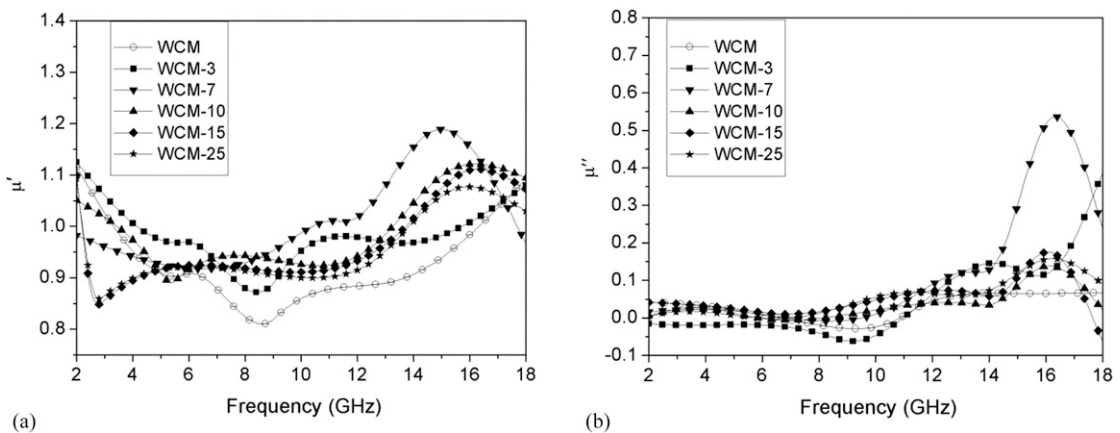 1.4
1.3
1.2
1.1
1.0
0.9
0.8
μ′
WCM
WCM-3
WCM-7
WCM-10
WCM-15
WCM-25
2 4 6 8 10 12 14 16 18
Frequency (GHz)
(a)
0.8
0.7
0.6
0.5
0.4
0.3
0.2
0.1
0.0
-0.1
μ″
WCM
WCM-3
WCM-7
WCM-10
WCM-15
WCM-25
2 4 6 8 10 12 14 16 18
Frequency (GHz)
(b)